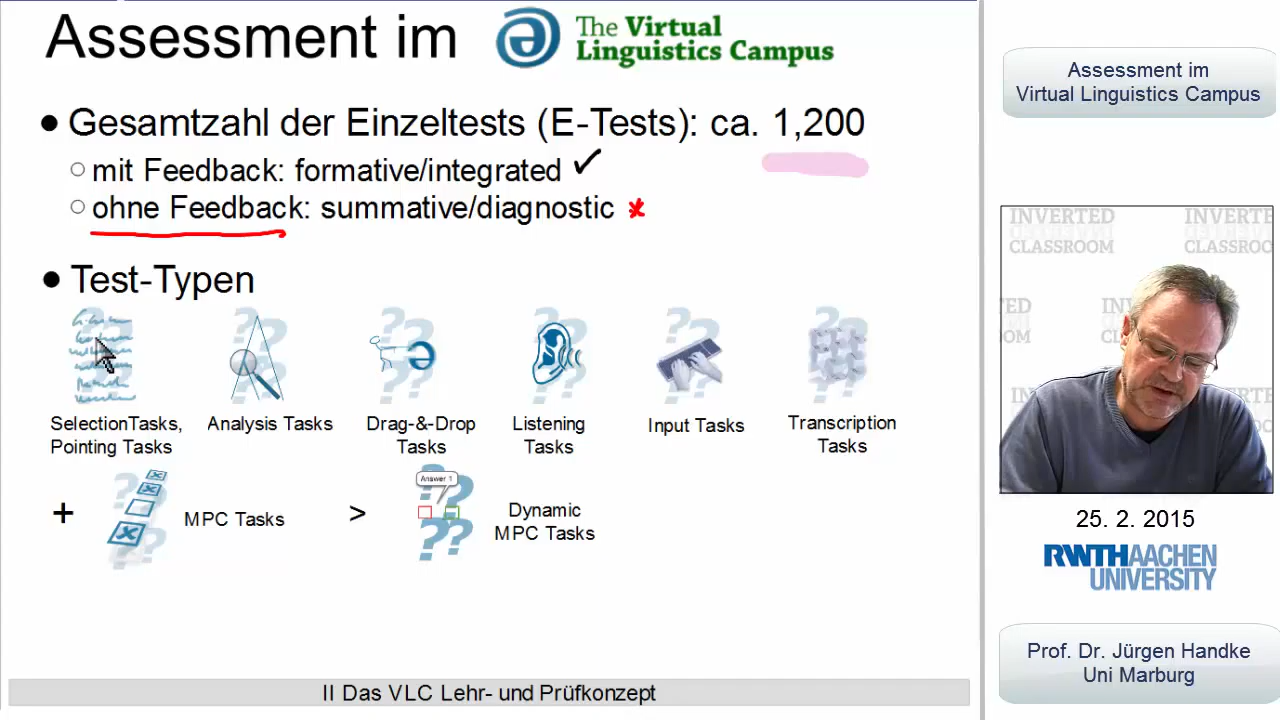 Assessment im
The Virtual
Linguistics Campus
● Gesamtzahl der Einzeltests (E-Tests): ca. 1,200
○ mit Feedback: formative/integrated ✓
○ ohne Feedback: summative/diagnostic ✗
● Test-Typen
SelectionTasks,
Pointing Tasks
Analysis Tasks
Drag-&-Drop
Tasks
Listening
Tasks
Input Tasks
Transcription
Tasks
+
MPC Tasks
>
Answer 1
Dynamic
MPC Tasks
II Das VLC Lehr- und Prüfkonzept
Assessment im
Virtual Linguistics Campus
INVERTED
CLASSROOM
INVERTED
CLASSROOM
25. 2. 2015
RWTHAACHEN
UNIVERSITY
Prof. Dr. Jürgen Handke
Uni Marburg